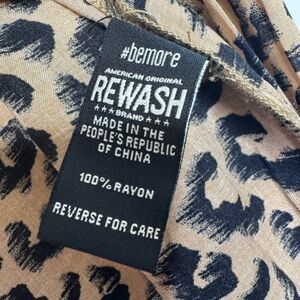 #bemore
AMERICAN ORIGINAL
REWASH
★★★ BRAND ★★★
MADE IN THE
PEOPLE'S REPUBLIC
OF CHINA
100% RAYON
REVERSE FOR CARE